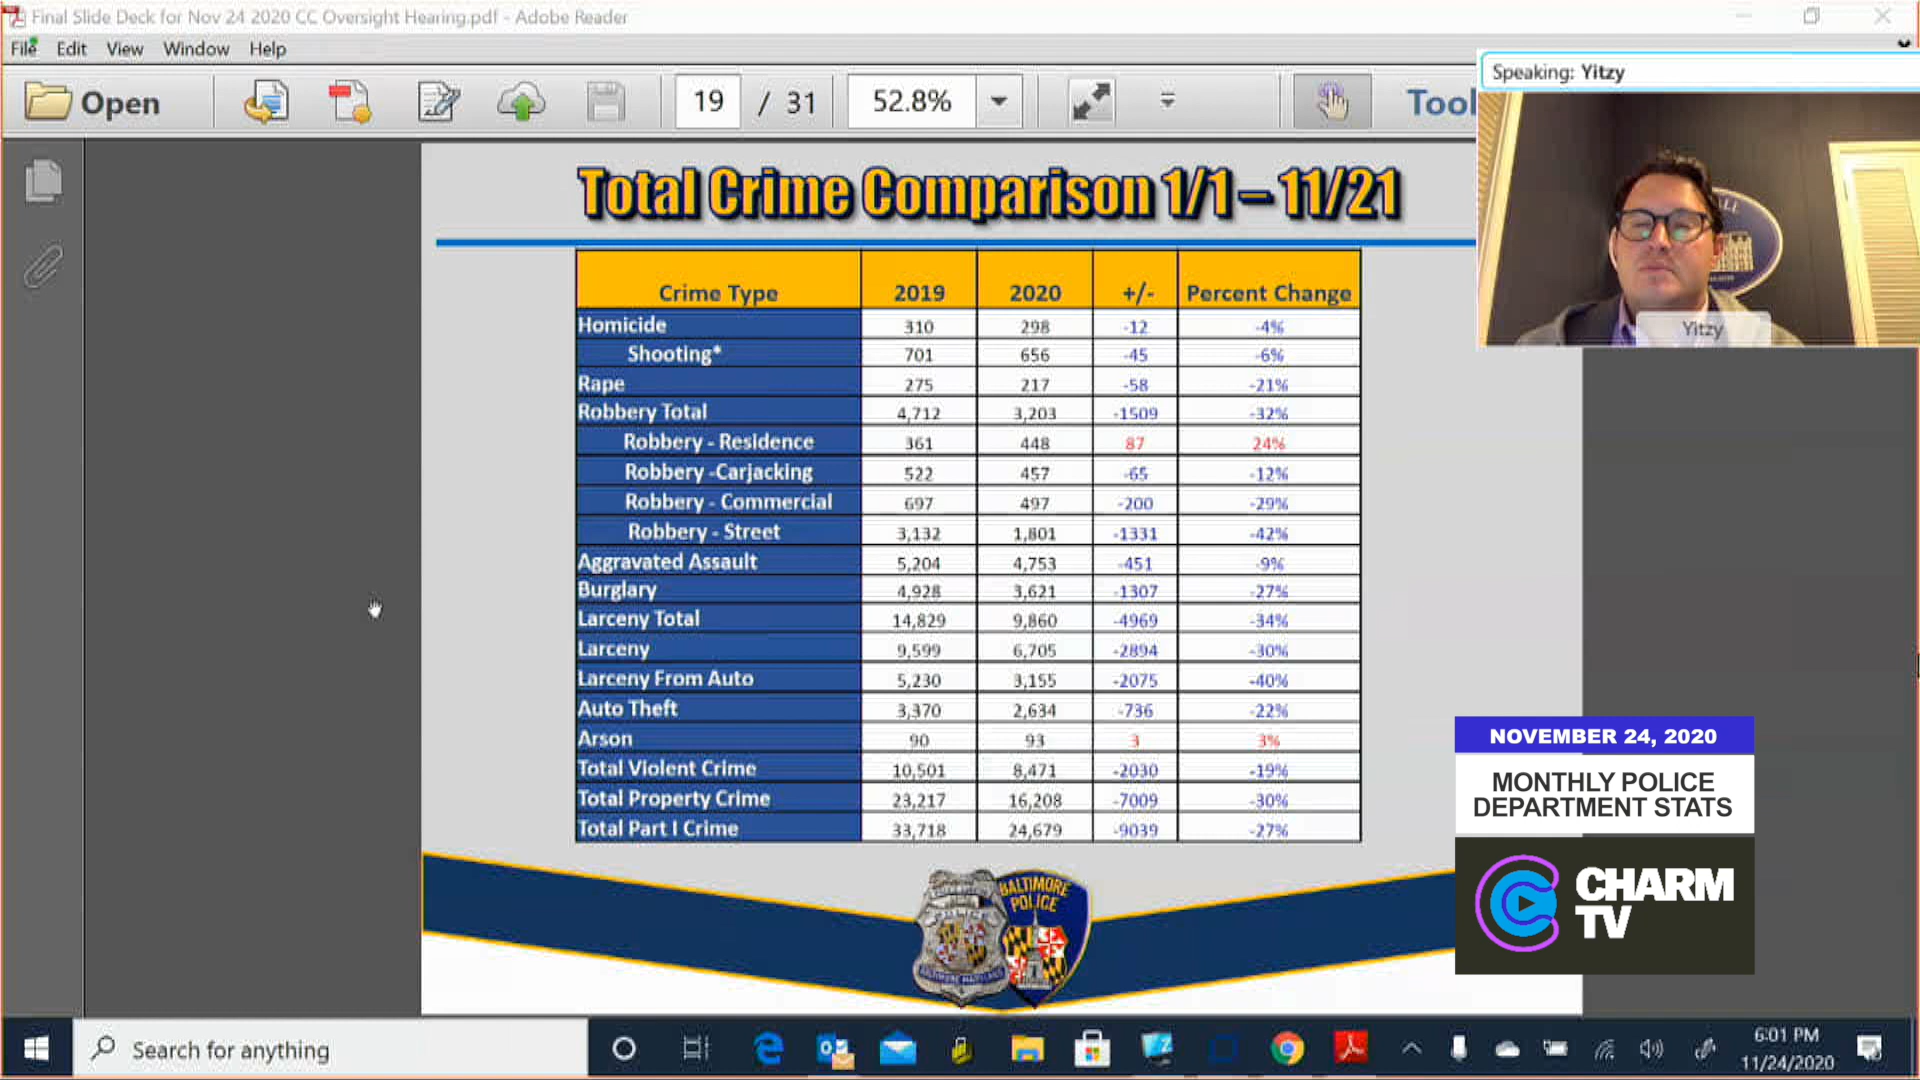 Final Slide Deck for Nov 24 2020 CC Oversight Hearing.pdf - Adobe Reader
File Edit View Window Help
Open 19 / 31 52.8% Tool
Speaking: Yitzy
Yitzy
Total Crime Comparison 1/1 – 11/21
Crime Type 2019 2020 +/- Percent Change
Homicide 310 298 -12 -4%
Shooting* 701 656 -45 -6%
Rape 275 217 -58 -21%
Robbery Total 4,712 3,203 -1509 -32%
Robbery - Residence 361 448 87 24%
Robbery -Carjacking 522 457 -65 -12%
Robbery - Commercial 697 497 -200 -29%
Robbery - Street 3,132 1,801 -1331 -42%
Aggravated Assault 5,204 4,753 -451 -9%
Burglary 4,928 3,621 -1307 -27%
Larceny Total 14,829 9,860 -4969 -34%
Larceny 9,599 6,705 -2894 -30%
Larceny From Auto 5,230 3,155 -2075 -40%
Auto Theft 3,370 2,634 -736 -22%
Arson 90 93 3 3%
Total Violent Crime 10,501 8,471 -2030 -19%
Total Property Crime 23,217 16,208 -7009 -30%
Total Part I Crime 33,718 24,679 -9039 -27%
BALTIMORE
POLICE
POLICE
NOVEMBER 24, 2020
MONTHLY POLICE
DEPARTMENT STATS
CHARM
TV
Search for anything
6:01 PM
11/24/2020